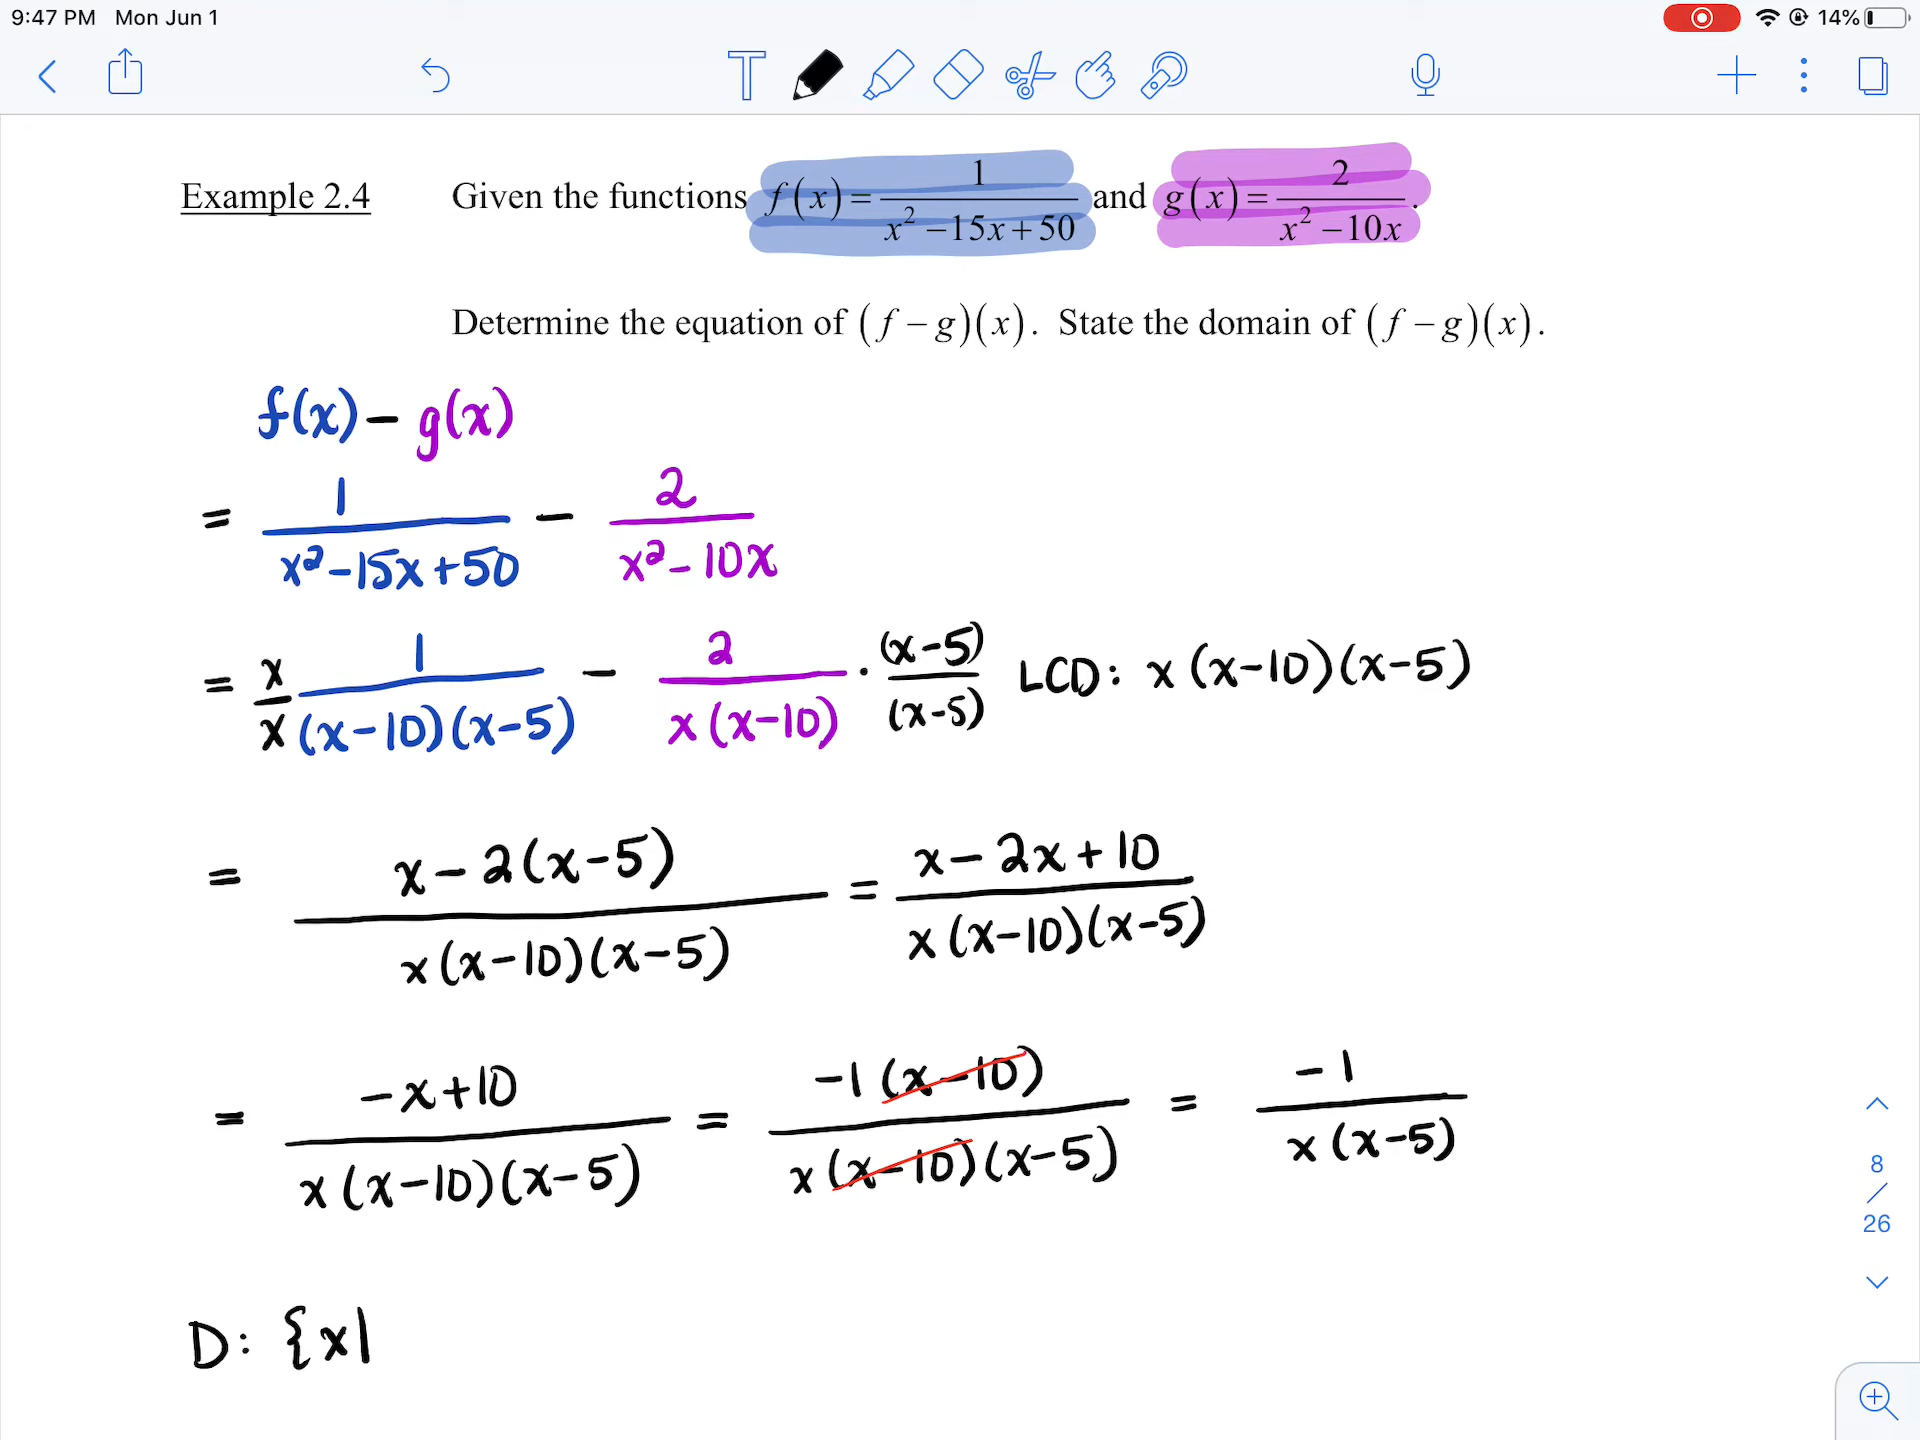 9:47 PM Mon Jun 1 14%
T
Example 2.4 Given the functions f(x) = 1/(x² − 15x + 50) and g(x) = 2/(x² − 10x).
Determine the equation of (f − g)(x). State the domain of (f − g)(x).
f(x) − g(x)
= 1/(x² − 15x + 50) − 2/(x² − 10x)
= x/x 1/((x−10)(x−5)) − 2/(x(x−10)) · (x−5)/(x−5) LCD: x(x−10)(x−5)
= (x − 2(x−5))/(x(x−10)(x−5)) = (x − 2x + 10)/(x(x−10)(x−5))
= (−x+10)/(x(x−10)(x−5)) = −1(x−10)/(x(x−10)(x−5)) = −1/(x(x−5))
8
/
26
D: {x|